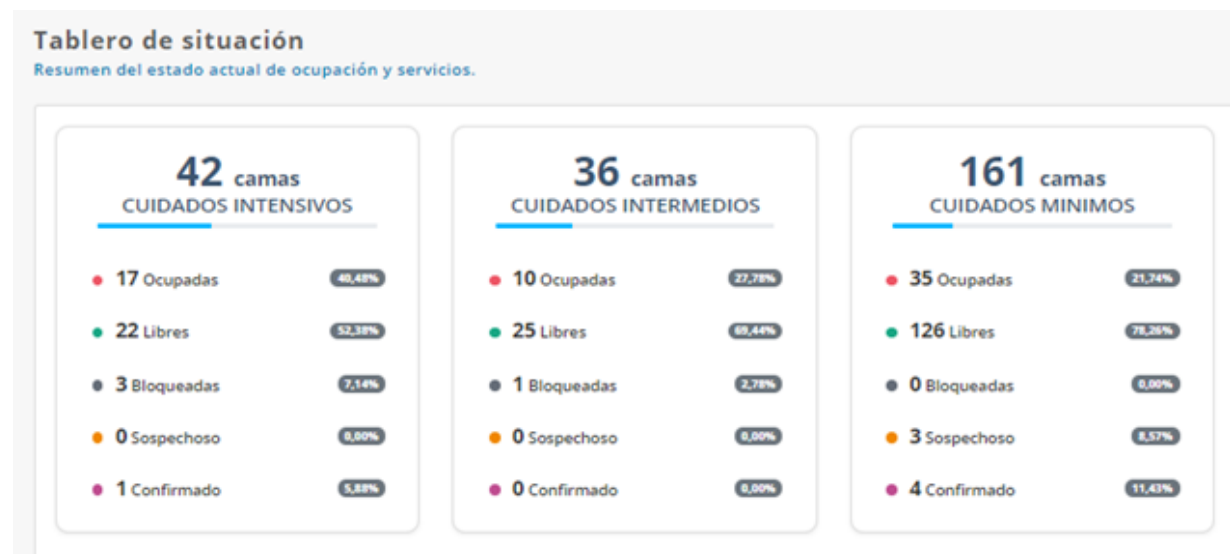 Tablero de situación
Resumen del estado actual de ocupación y servicios.
42 camas
CUIDADOS INTENSIVOS
17 Ocupadas 40,48%
22 Libres 52,38%
3 Bloqueadas 7,14%
0 Sospechoso 0,00%
1 Confirmado 5,88%
36 camas
CUIDADOS INTERMEDIOS
10 Ocupadas 27,78%
25 Libres 69,44%
1 Bloqueadas 2,78%
0 Sospechoso 0,00%
0 Confirmado 0,00%
161 camas
CUIDADOS MINIMOS
35 Ocupadas 21,74%
126 Libres 78,26%
0 Bloqueadas 0,00%
3 Sospechoso 8,57%
4 Confirmado 11,43%